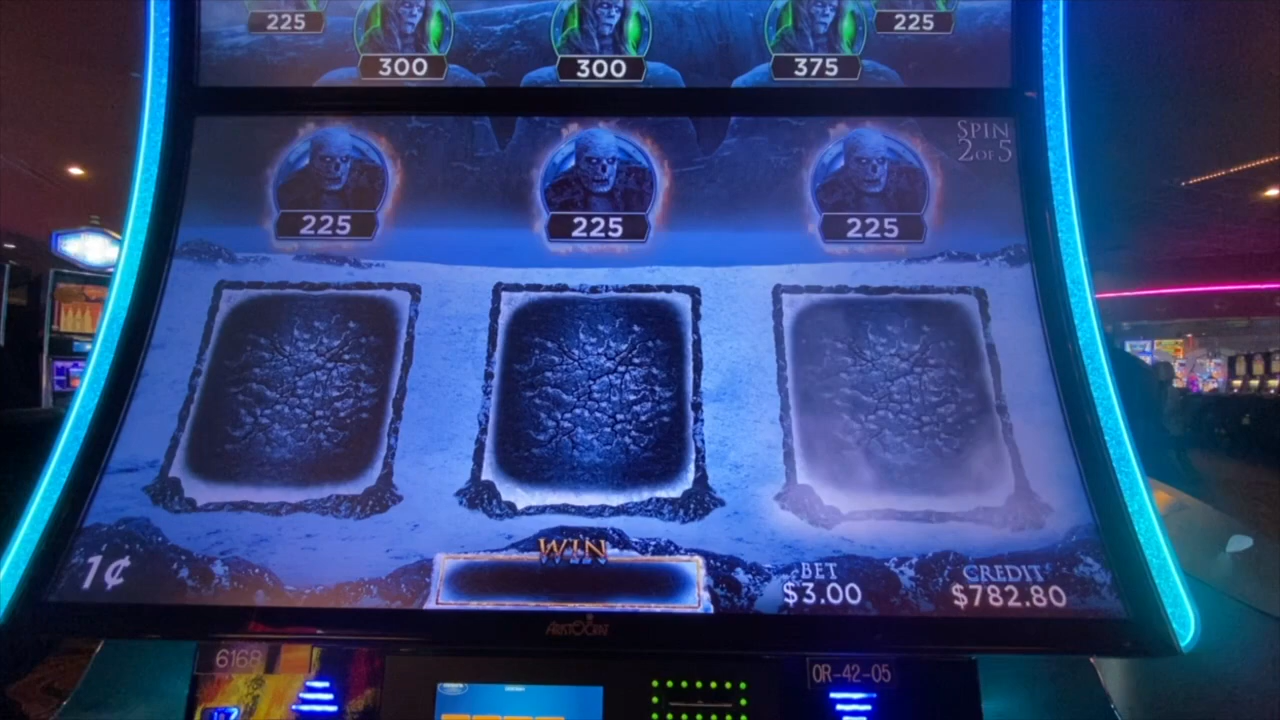 225
225
300
300
375
SPIN
2 OF 5
225
225
225
WIN
1¢
BET
$3.00
CREDIT
$782.80
ARISTOCRAT
6168
OR-42-05